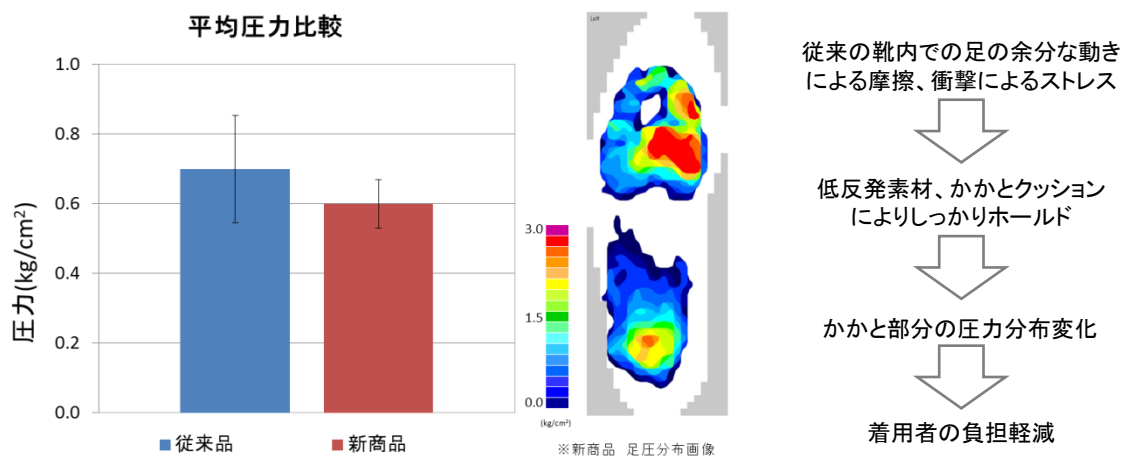 平均圧力比較
1.0
0.8
0.6
0.4
0.2
0.0
圧力(kg/cm²)
従来品
新商品
Left
3.0
1.5
0.0
(kg/cm²)
※新商品 足圧分布画像
従来の靴内での足の余分な動き
による摩擦、衝撃によるストレス
低反発素材、かかとクッション
によりしっかりホールド
かかと部分の圧力分布変化
着用者の負担軽減